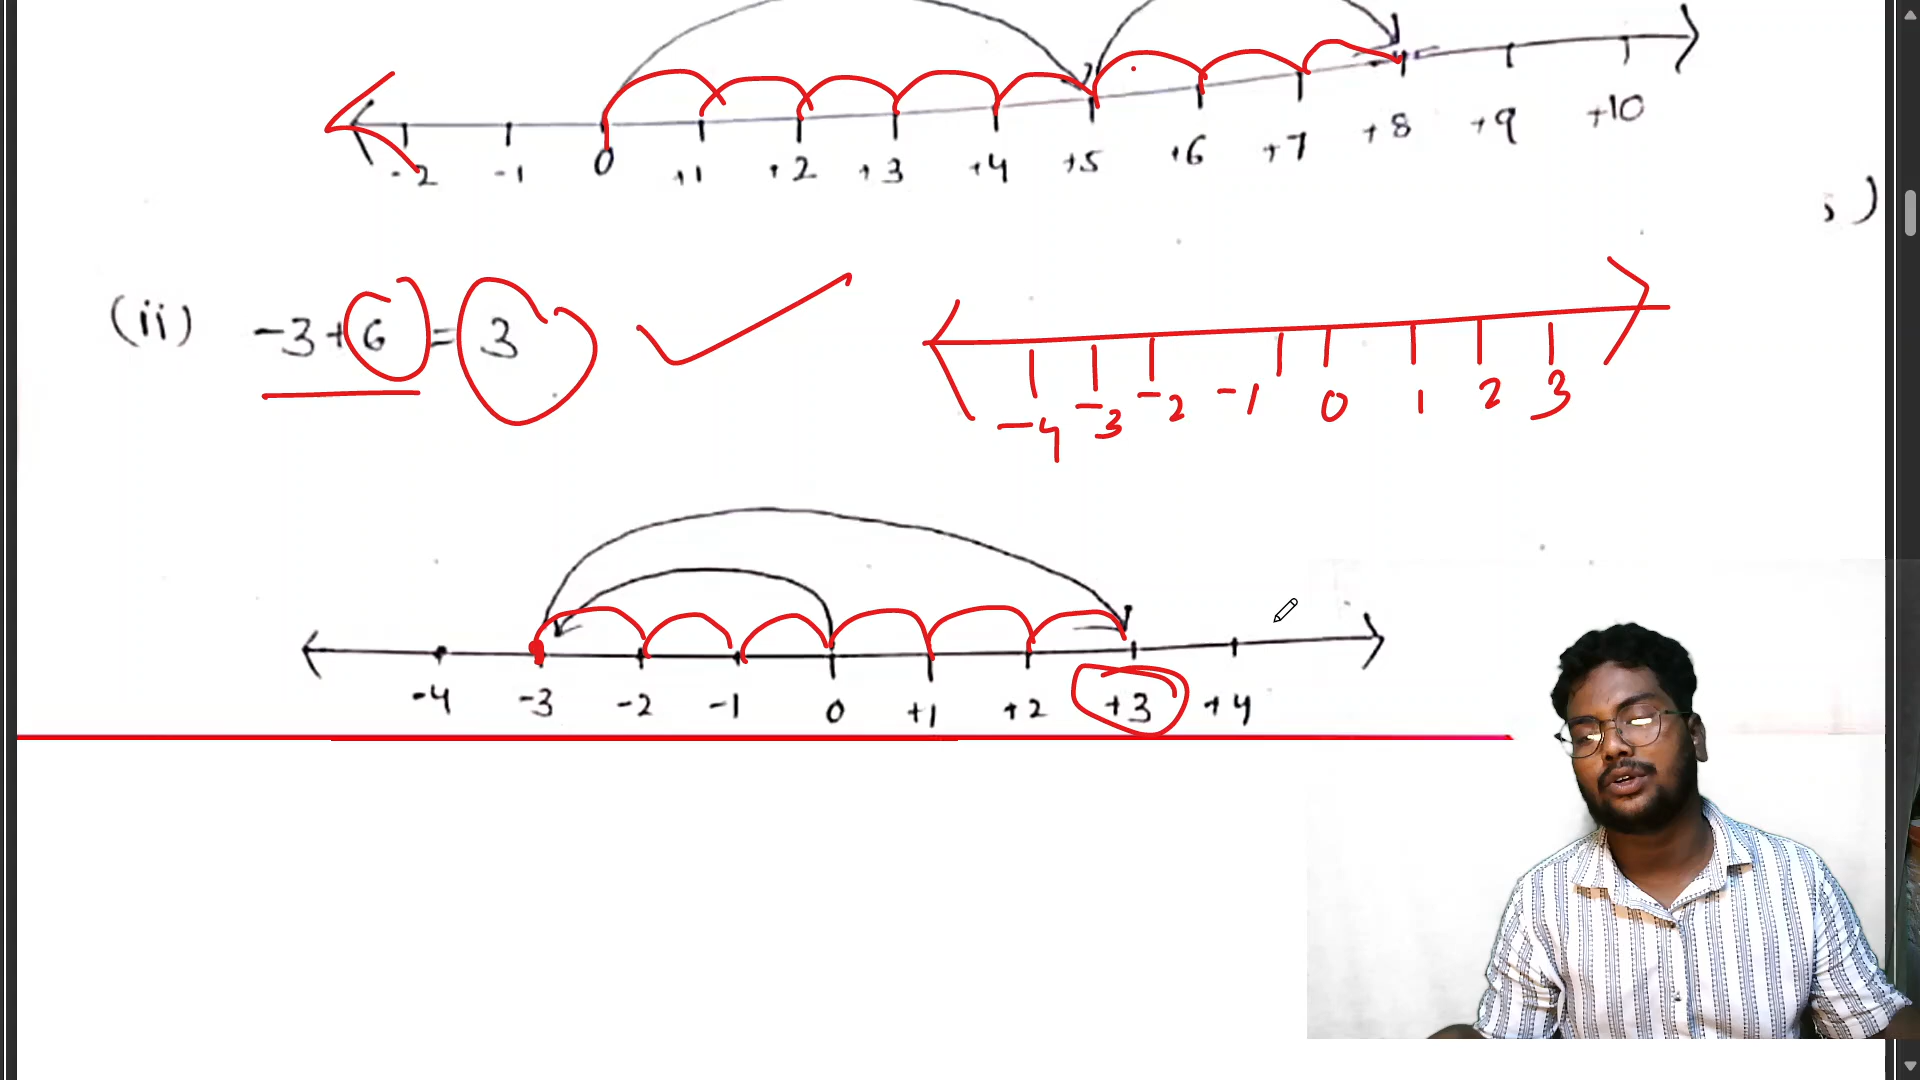 -2 -1 0 +1 +2 +3 +4 +5 +6 +7 +8 +9 +10
;)
(ii) -3+6 = 3
-4 -3 -2 -1 0 1 2 3
-4 -3 -2 -1 0 +1 +2 +3 +4